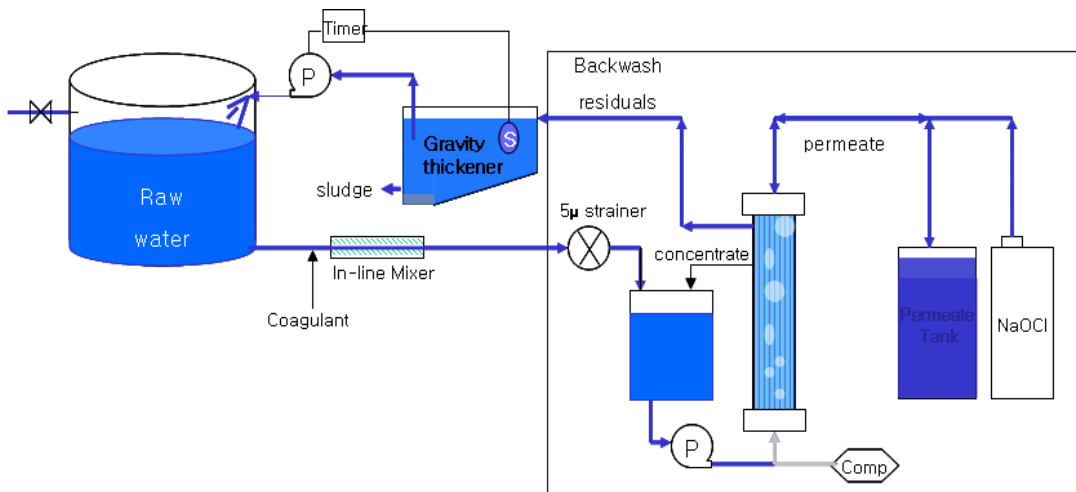 Timer
P
Backwash
residuals
Gravity
thickener
S
permeate
sludge
Raw
water
5µ strainer
concentrate
In-line Mixer
Coagulant
Permeate
Tank
NaOCl
P
Comp